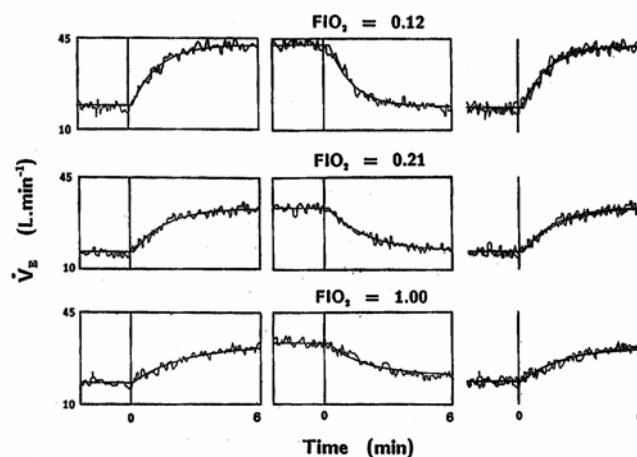 FIO₂ = 0.12
45
10
FIO₂ = 0.21
45
10
V̇ᴇ (L.min⁻¹)
FIO₂ = 1.00
45
10
0 6 0 6 0
Time (min)